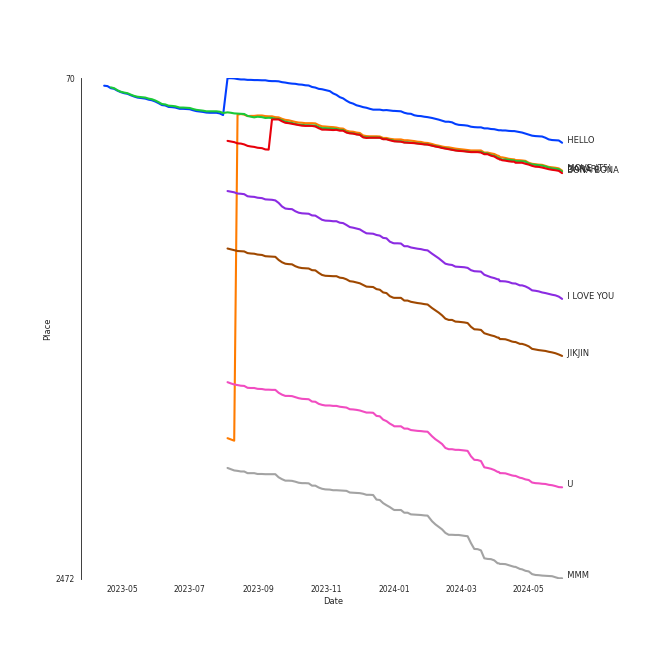 70
HELLO
BONA BONA
I LOVE YOU
JIKJIN
Place
U
MMM
2472
2023-05
2023-07
2023-09
2023-11
2024-01
2024-03
2024-05
Date